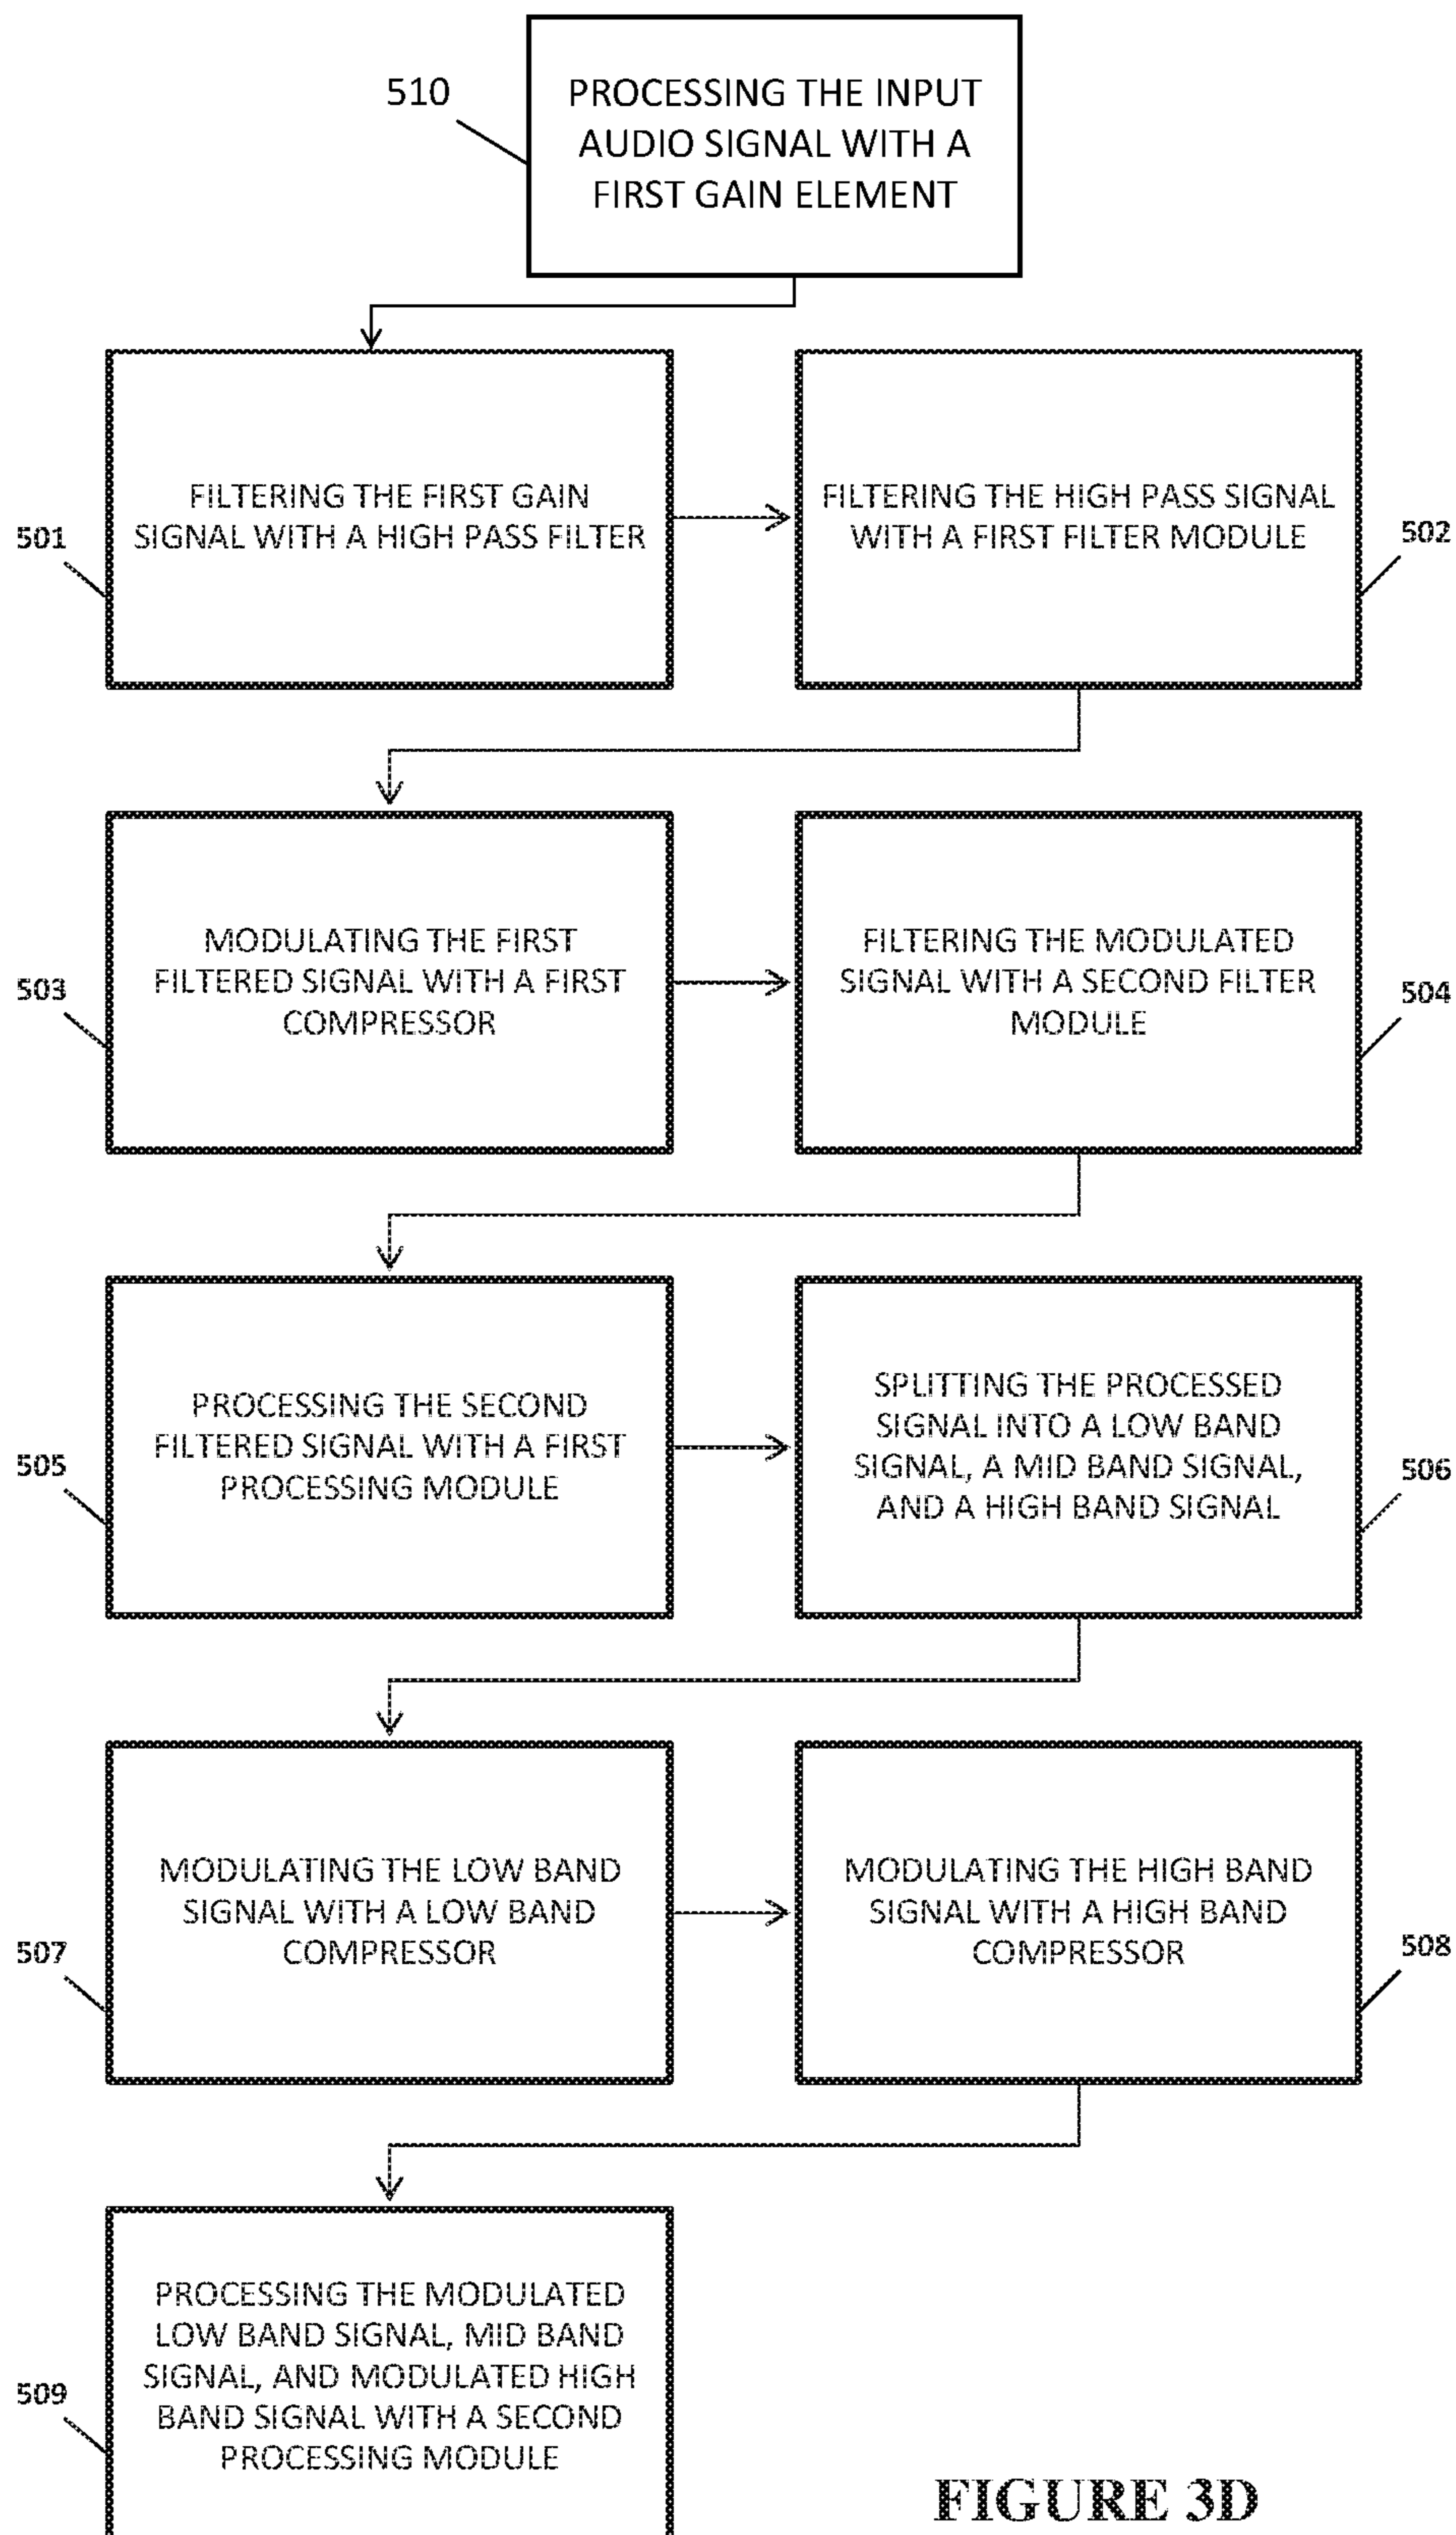 510
PROCESSING THE INPUT
AUDIO SIGNAL WITH A
FIRST GAIN ELEMENT
501
FILTERING THE FIRST GAIN
SIGNAL WITH A HIGH PASS FILTER
FILTERING THE HIGH PASS SIGNAL
WITH A FIRST FILTER MODULE
502
503
MODULATING THE FIRST
FILTERED SIGNAL WITH A FIRST
COMPRESSOR
FILTERING THE MODULATED
SIGNAL WITH A SECOND FILTER
MODULE
504
505
PROCESSING THE SECOND
FILTERED SIGNAL WITH A FIRST
PROCESSING MODULE
SPLITTING THE PROCESSED
SIGNAL INTO A LOW BAND
SIGNAL, A MID BAND SIGNAL,
AND A HIGH BAND SIGNAL
506
507
MODULATING THE LOW BAND
SIGNAL WITH A LOW BAND
COMPRESSOR
MODULATING THE HIGH BAND
SIGNAL WITH A HIGH BAND
COMPRESSOR
508
509
PROCESSING THE MODULATED
LOW BAND SIGNAL, MID BAND
SIGNAL, AND MODULATED HIGH
BAND SIGNAL WITH A SECOND
PROCESSING MODULE
FIGURE 3D